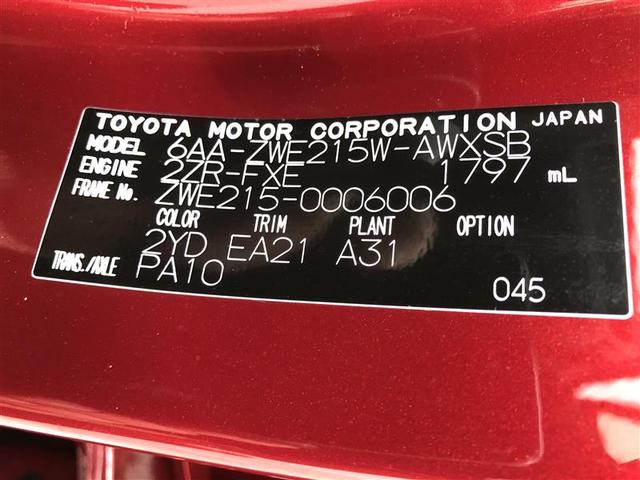 TOYOTA MOTOR CORPORATION JAPAN
MODEL 6AA-ZWE215W-AWXSB
ENGINE 2ZR-FXE 1797 mL
FRAME No. ZWE215-0006006
COLOR TRIM PLANT OPTION
2YD EA21 A31
TRANS./AXLE PA10
045